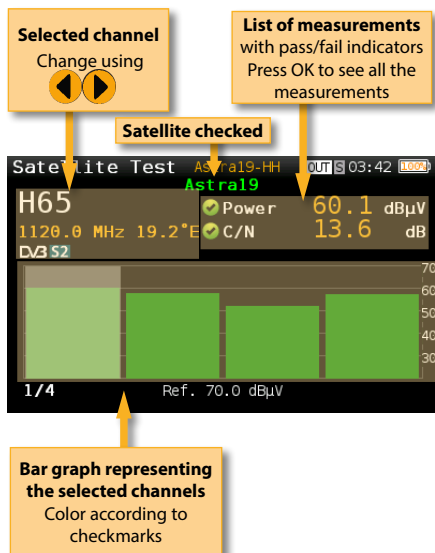 Selected channel
Change using
List of measurements
with pass/fail indicators
Press OK to see all the
measurements
Satellite checked
Satellite Test Astra19-HH OUT S 03:42 100%
Astra19
H65
1120.0 MHz 19.2°E
DVB S2
Power 60.1 dBµV
C/N 13.6 dB
70
60
50
40
30
1/4 Ref. 70.0 dBµV
Bar graph representing
the selected channels
Color according to
checkmarks